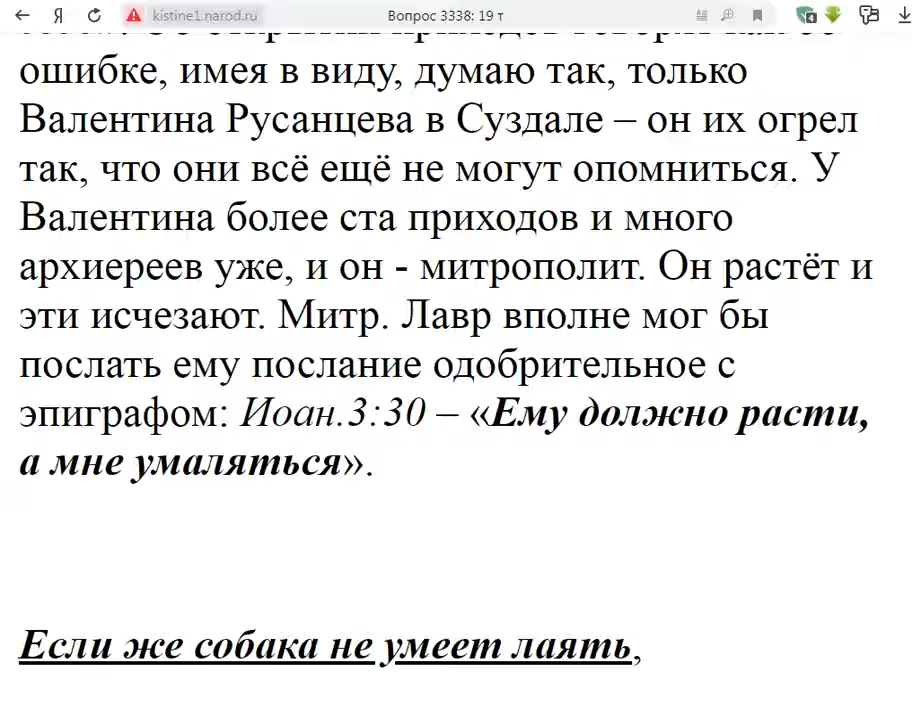 kistine1.narod.ru
Вопрос 3338: 19 т
ошибке, имея в виду, думаю так, только
Валентина Русанцева в Суздале – он их огрел
так, что они всё ещё не могут опомниться. У
Валентина более ста приходов и много
архиереев уже, и он - митрополит. Он растёт и
эти исчезают. Митр. Лавр вполне мог бы
послать ему послание одобрительное с
эпиграфом: Иоан.3:30 – «Ему должно расти,
а мне умаляться».
Если же собака не умеет лаять,